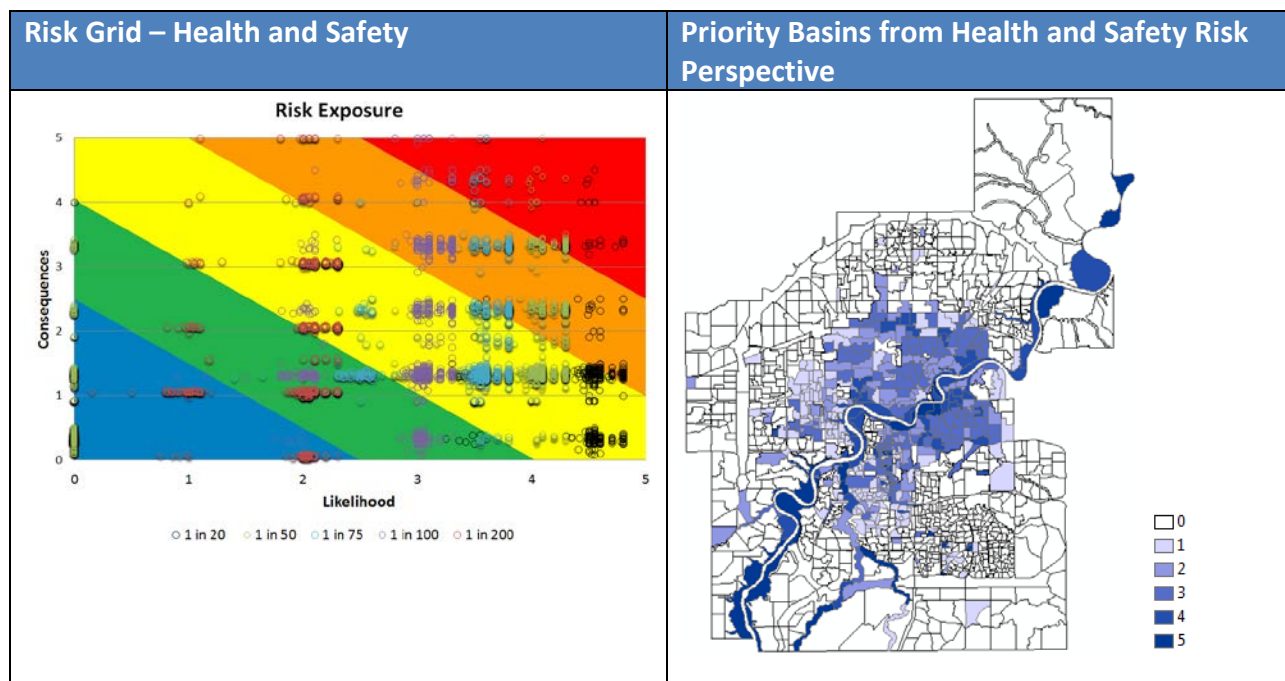 Risk Grid – Health and Safety
Priority Basins from Health and Safety Risk
Perspective
Risk Exposure
5
4
3
2
1
0
Consequences
0 1 2 3 4 5
Likelihood
1 in 20 1 in 50 1 in 75 1 in 100 1 in 200
0
1
2
3
4
5